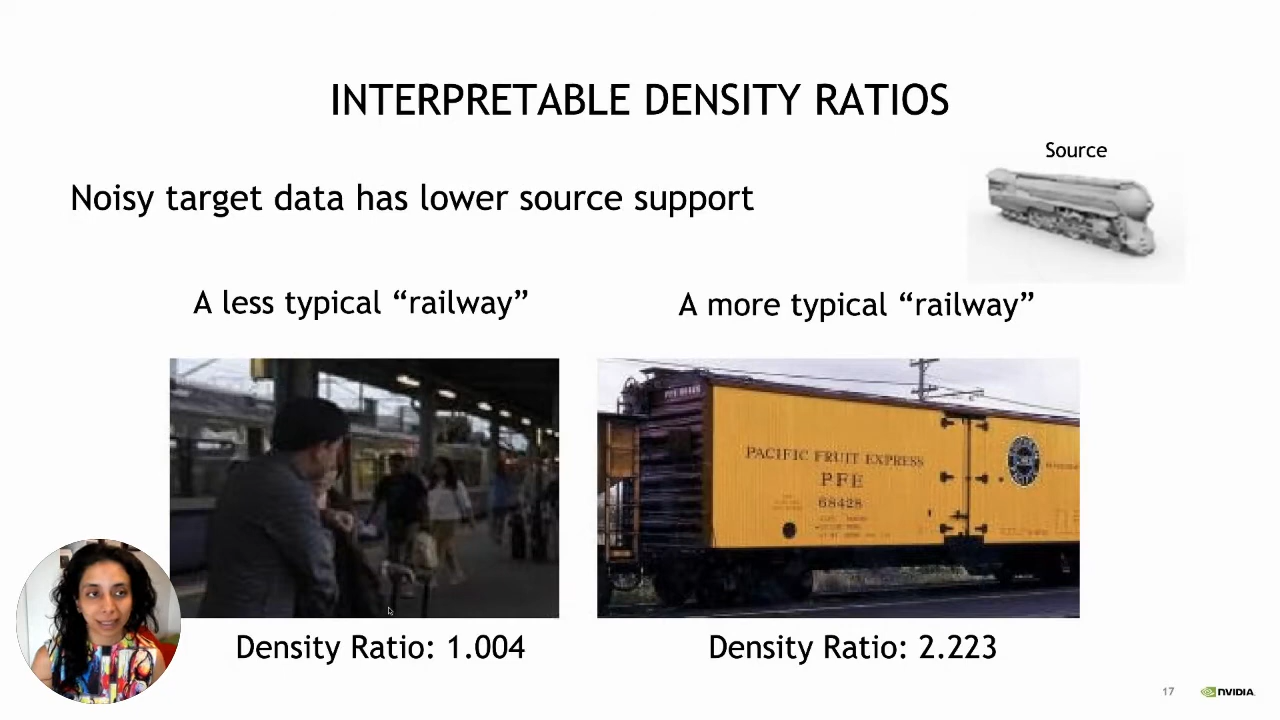 INTERPRETABLE DENSITY RATIOS
Source
Noisy target data has lower source support
A less typical “railway”
A more typical “railway”
PACIFIC FRUIT EXPRESS
PFE
68428
Density Ratio: 1.004
Density Ratio: 2.223
17
NVIDIA.